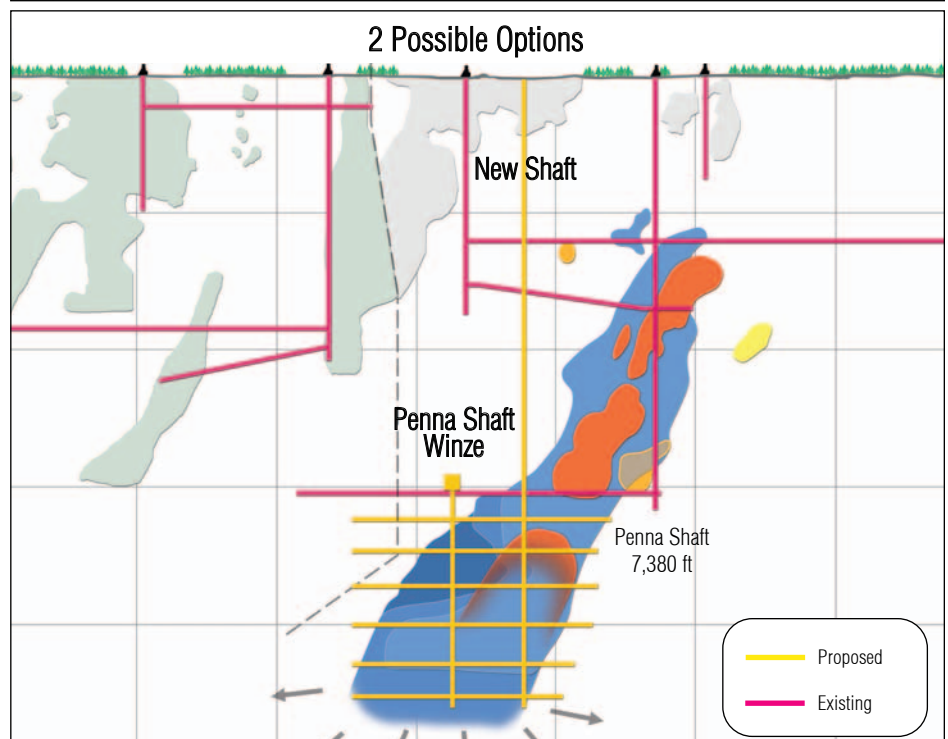 2 Possible Options
New Shaft
Penna Shaft
Winze
Penna Shaft
7,380 ft
Proposed
Existing